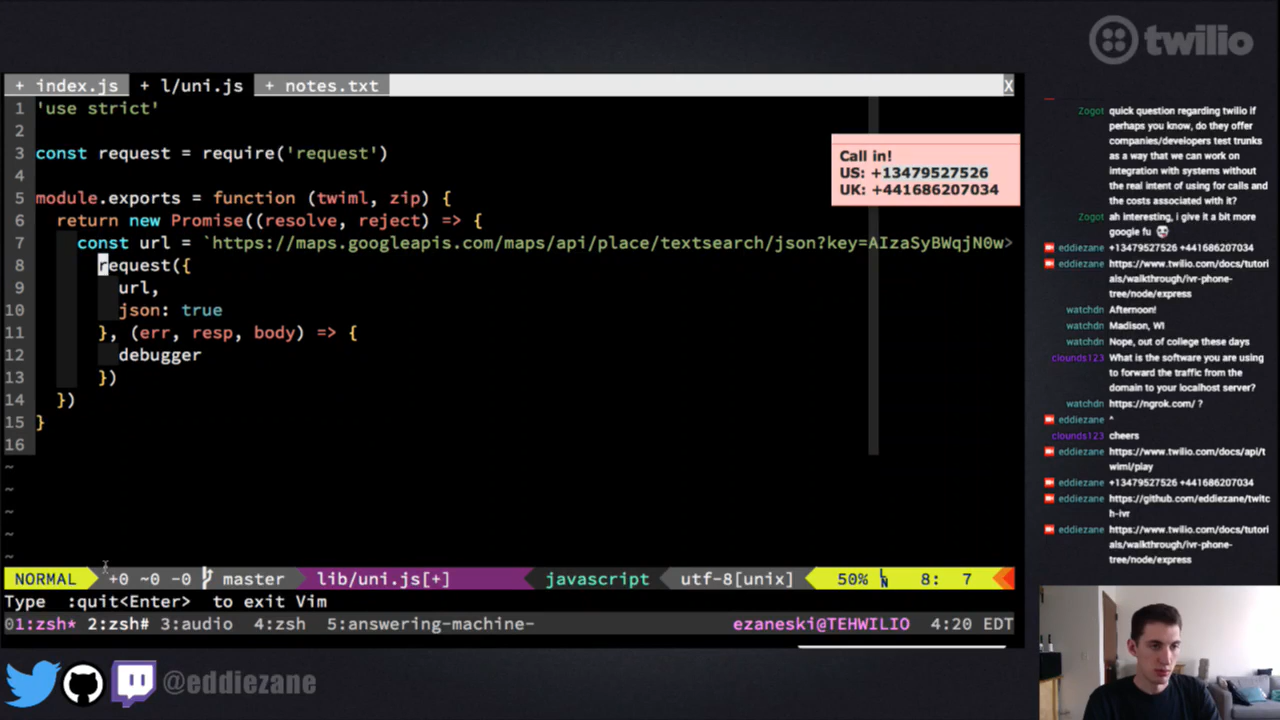 twilio
+ index.js + l/uni.js + notes.txt X
1 'use strict'
2
3 const request = require('request')
4
5 module.exports = function (twiml, zip) {
6 return new Promise((resolve, reject) => {
7 const url = `https://maps.googleapis.com/maps/api/place/textsearch/json?key=AIzaSyBWqjN0w>
8 request({
9 url,
10 json: true
11 }, (err, resp, body) => {
12 debugger
13 })
14 })
15 }
16
~
~
~
~
~
NORMAL +0 ~0 -0 master lib/uni.js[+] javascript utf-8[unix] 50% LN 8: 7
Type :quit<Enter> to exit Vim
01:zsh* 2:zsh# 3:audio 4:zsh 5:answering-machine- ezaneski@TEHWILIO 4:20 EDT
Call in!
US: +13479527526
UK: +441686207034
Zogot quick question regarding twilio if
perhaps you know, do they offer
companies/developers test trunks
as a way that we can work on
integration with systems without
the real intent of using for calls and
the costs associated with it?
Zogot ah interesting, i give it a bit more
google fu
eddiezane +13479527526 +441686207034
eddiezane https://www.twilio.com/docs/tutori
als/walkthrough/ivr-phone-
tree/node/express
watchdn Afternoon!
watchdn Madison, WI
watchdn Nope, out of college these days
clounds123 What is the software you are using
to forward the traffic from the
domain to your localhost server?
watchdn https://ngrok.com/ ?
eddiezane ^
clounds123 cheers
eddiezane https://www.twilio.com/docs/api/t
wiml/play
eddiezane +13479527526 +441686207034
eddiezane https://github.com/eddiezane/twitc
h-ivr
eddiezane https://www.twilio.com/docs/tutori
als/walkthrough/ivr-phone-
tree/node/express
@eddiezane